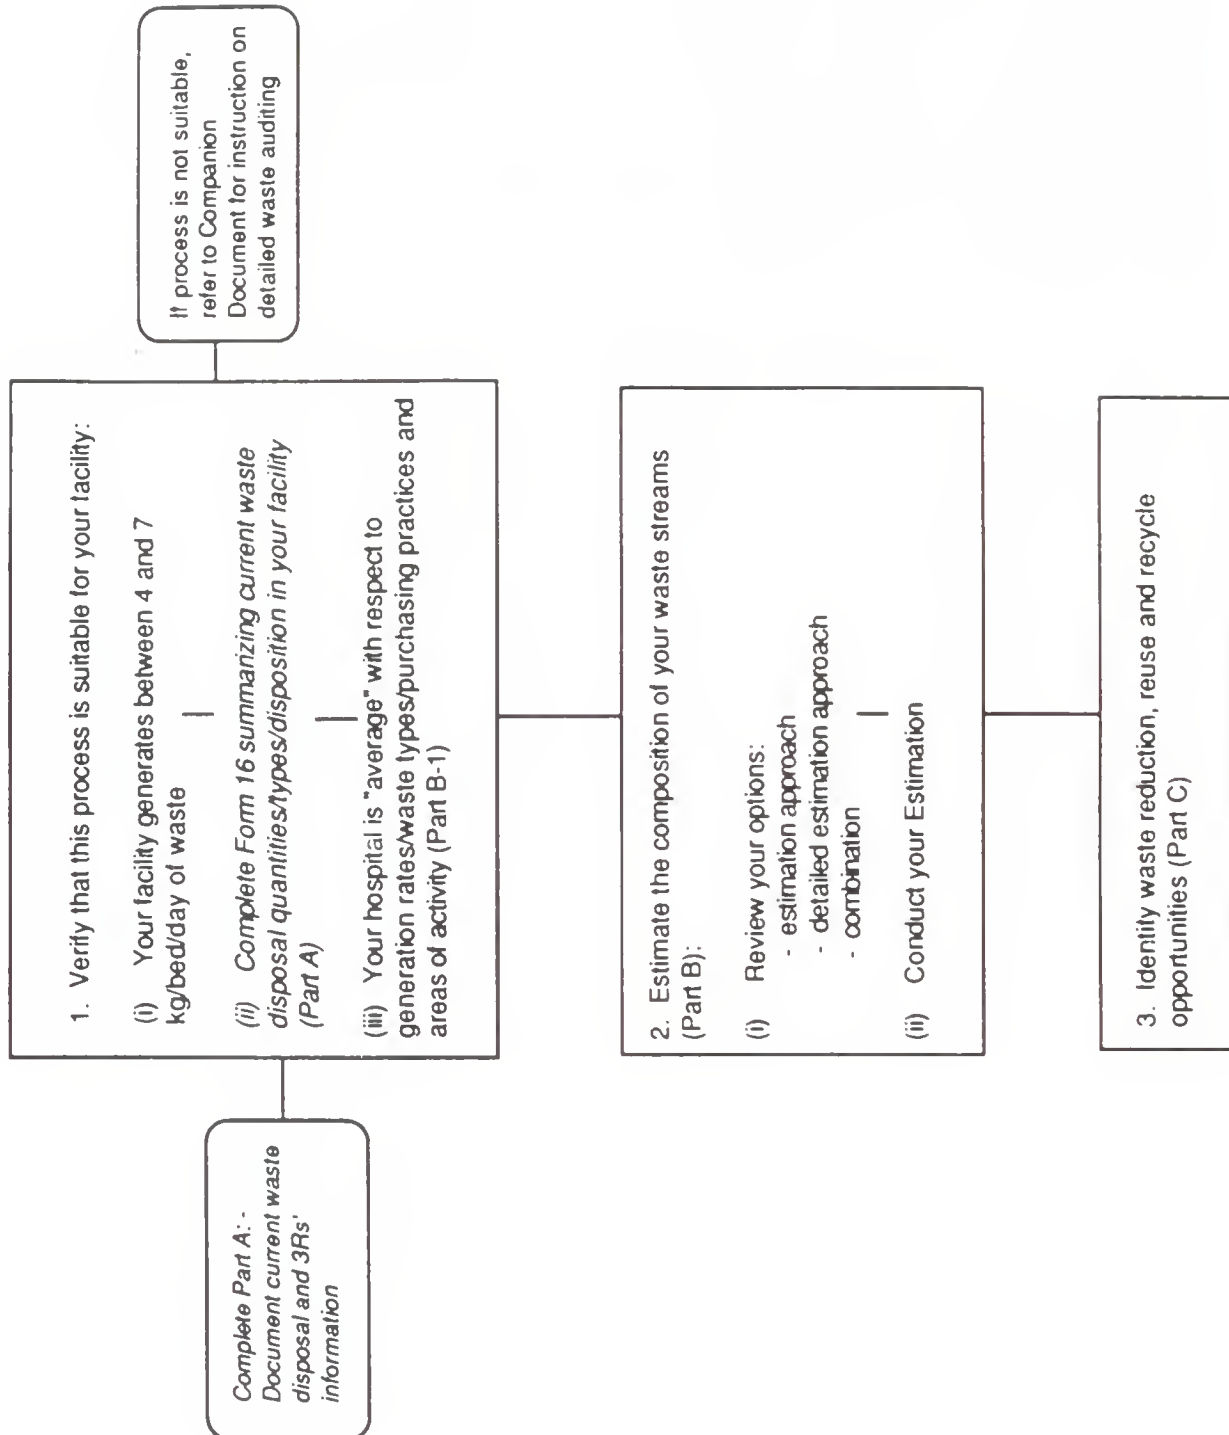 Complete Part A: -
Document current waste
disposal and 3Rs'
information
1. Verify that this process is suitable for your facility:
(i) Your facility generates between 4 and 7
kg/bed/day of waste
(ii) Complete Form 16 summarizing current waste
disposal quantities/types/disposition in your facility
(Part A)
(iii) Your hospital is "average" with respect to
generation rates/waste types/purchasing practices and
areas of activity (Part B-1)
If process is not suitable,
refer to Companion
Document for instruction on
detailed waste auditing
2. Estimate the composition of your waste streams
(Part B):
(i) Review your options:
- estimation approach
- detailed estimation approach
- combination
(ii) Conduct your Estimation
3. Identity waste reduction, reuse and recycle
opportunities (Part C)